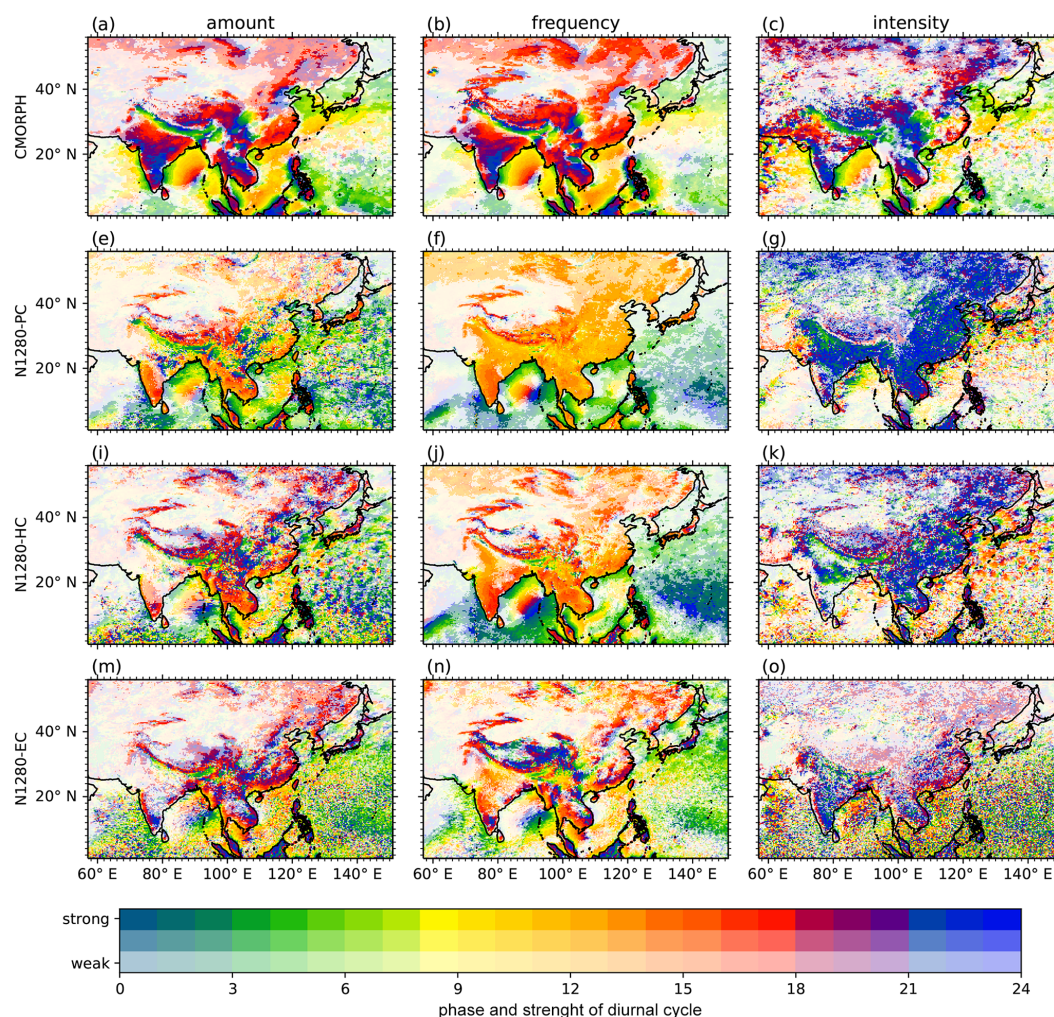 amount
frequency
intensity
(a)
(b)
(c)
CMORPH
40° N
20° N
(e)
(f)
(g)
N1280-PC
40° N
20° N
(i)
(j)
(k)
N1280-HC
40° N
20° N
(m)
(n)
(o)
N1280-EC
40° N
20° N
60° E 80° E 100° E 120° E 140° E
60° E 80° E 100° E 120° E 140° E
60° E 80° E 100° E 120° E 140° E
strong
weak
0 3 6 9 12 15 18 21 24
phase and strenght of diurnal cycle